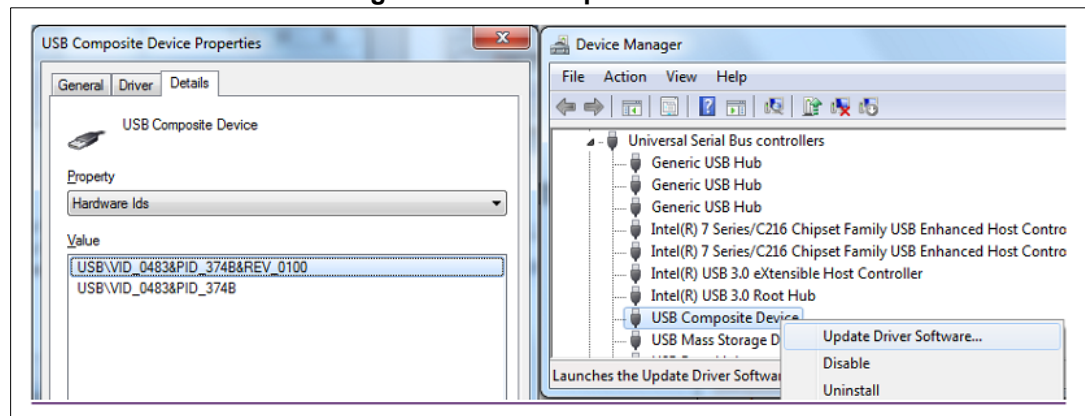 USB Composite Device Properties
General Driver Details
USB Composite Device
Property
Hardware Ids
Value
USB\VID_0483&PID_374B&REV_0100
USB\VID_0483&PID_374B
Device Manager
File Action View Help
Universal Serial Bus controllers
Generic USB Hub
Generic USB Hub
Generic USB Hub
Intel(R) 7 Series/C216 Chipset Family USB Enhanced Host Contro
Intel(R) 7 Series/C216 Chipset Family USB Enhanced Host Contro
Intel(R) USB 3.0 eXtensible Host Controller
Intel(R) USB 3.0 Root Hub
USB Composite Device
USB Mass Storage D
Launches the Update Driver Softwar
Update Driver Software...
Disable
Uninstall